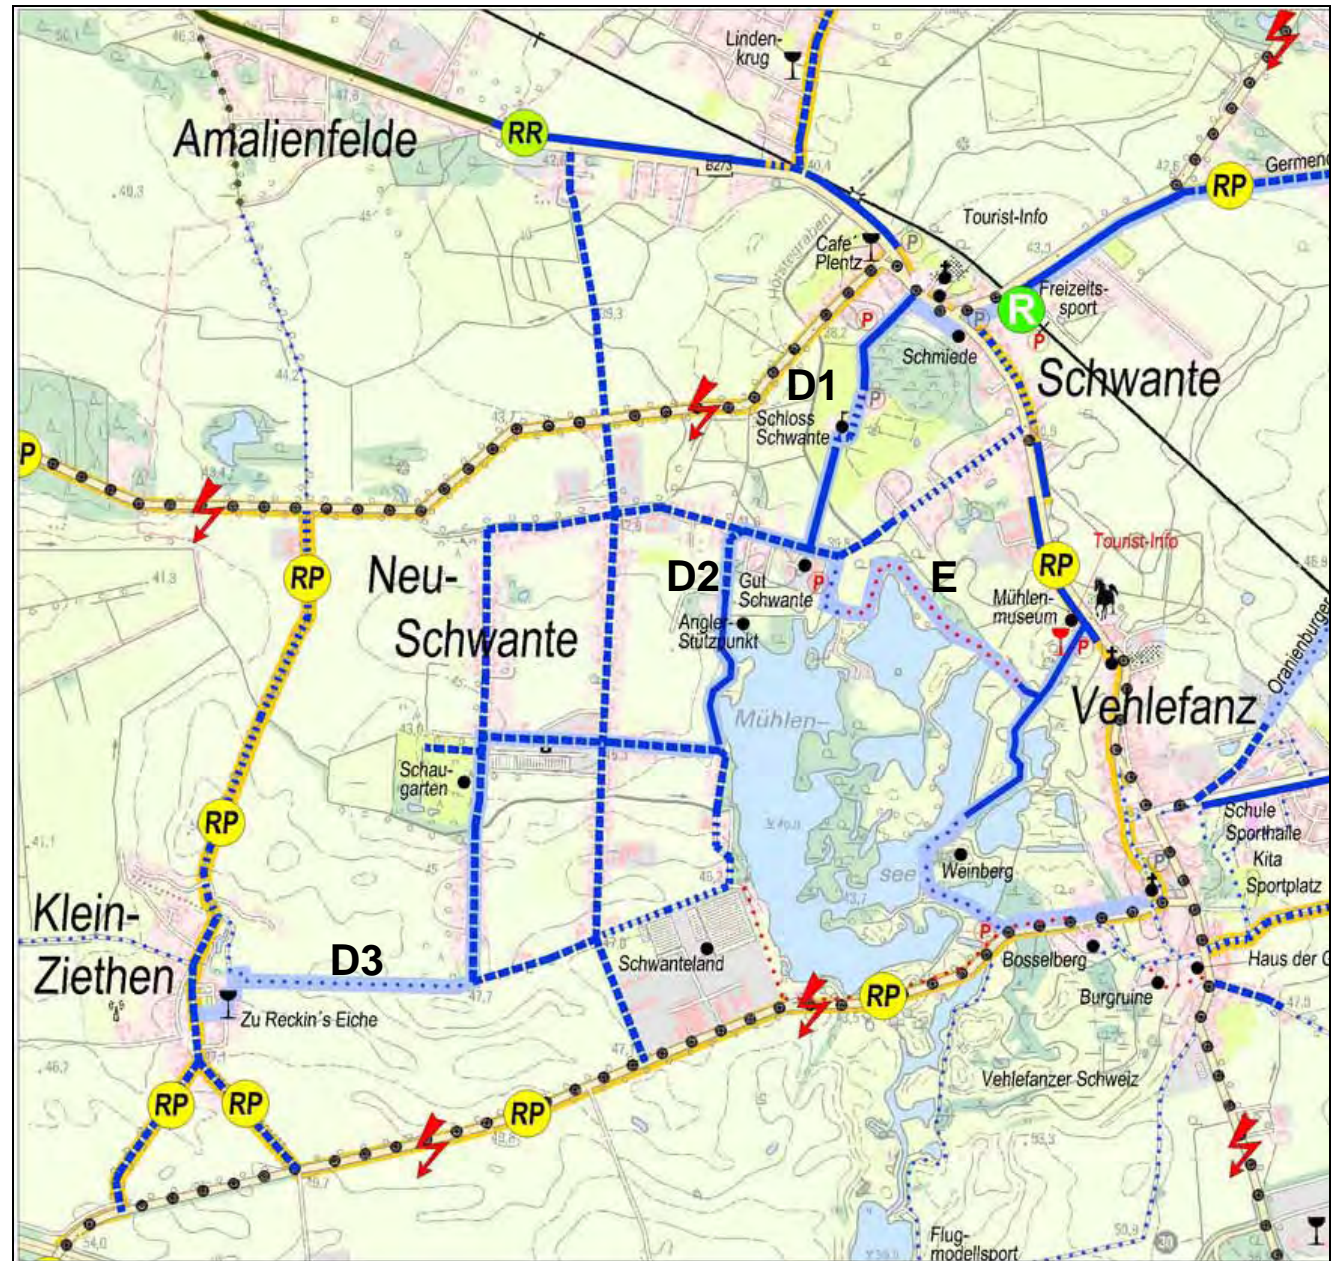 Linden-
krug
Amalienfelde
RR
B273
RP
Germend
Tourist-Info
P
Café
Plentz
Horstegraben
Freizeits-
sport
R
P
P
P
P
Schmiede
Schwante
D1
P
Schloss
Schwante
P
RP
Neu-
Schwante
D2
Gut
Schwante
P
E
Tourist-Info
RP
Mühlen-
museum
P
Angler-
Stützpunkt
Mühlen-
see
Vehlefanz
Oranienburger
Schau-
garten
RP
Schule
Sporthalle
Kita
Sportplatz
P
Weinberg
Klein-
Ziethen
D3
Schwanteland
P
Bosselberg
Haus der G
RP
Burgruine
Zu Reckin´s Eiche
Vehlefanzer Schweiz
RP
RP
RP
Flug-
modellsport